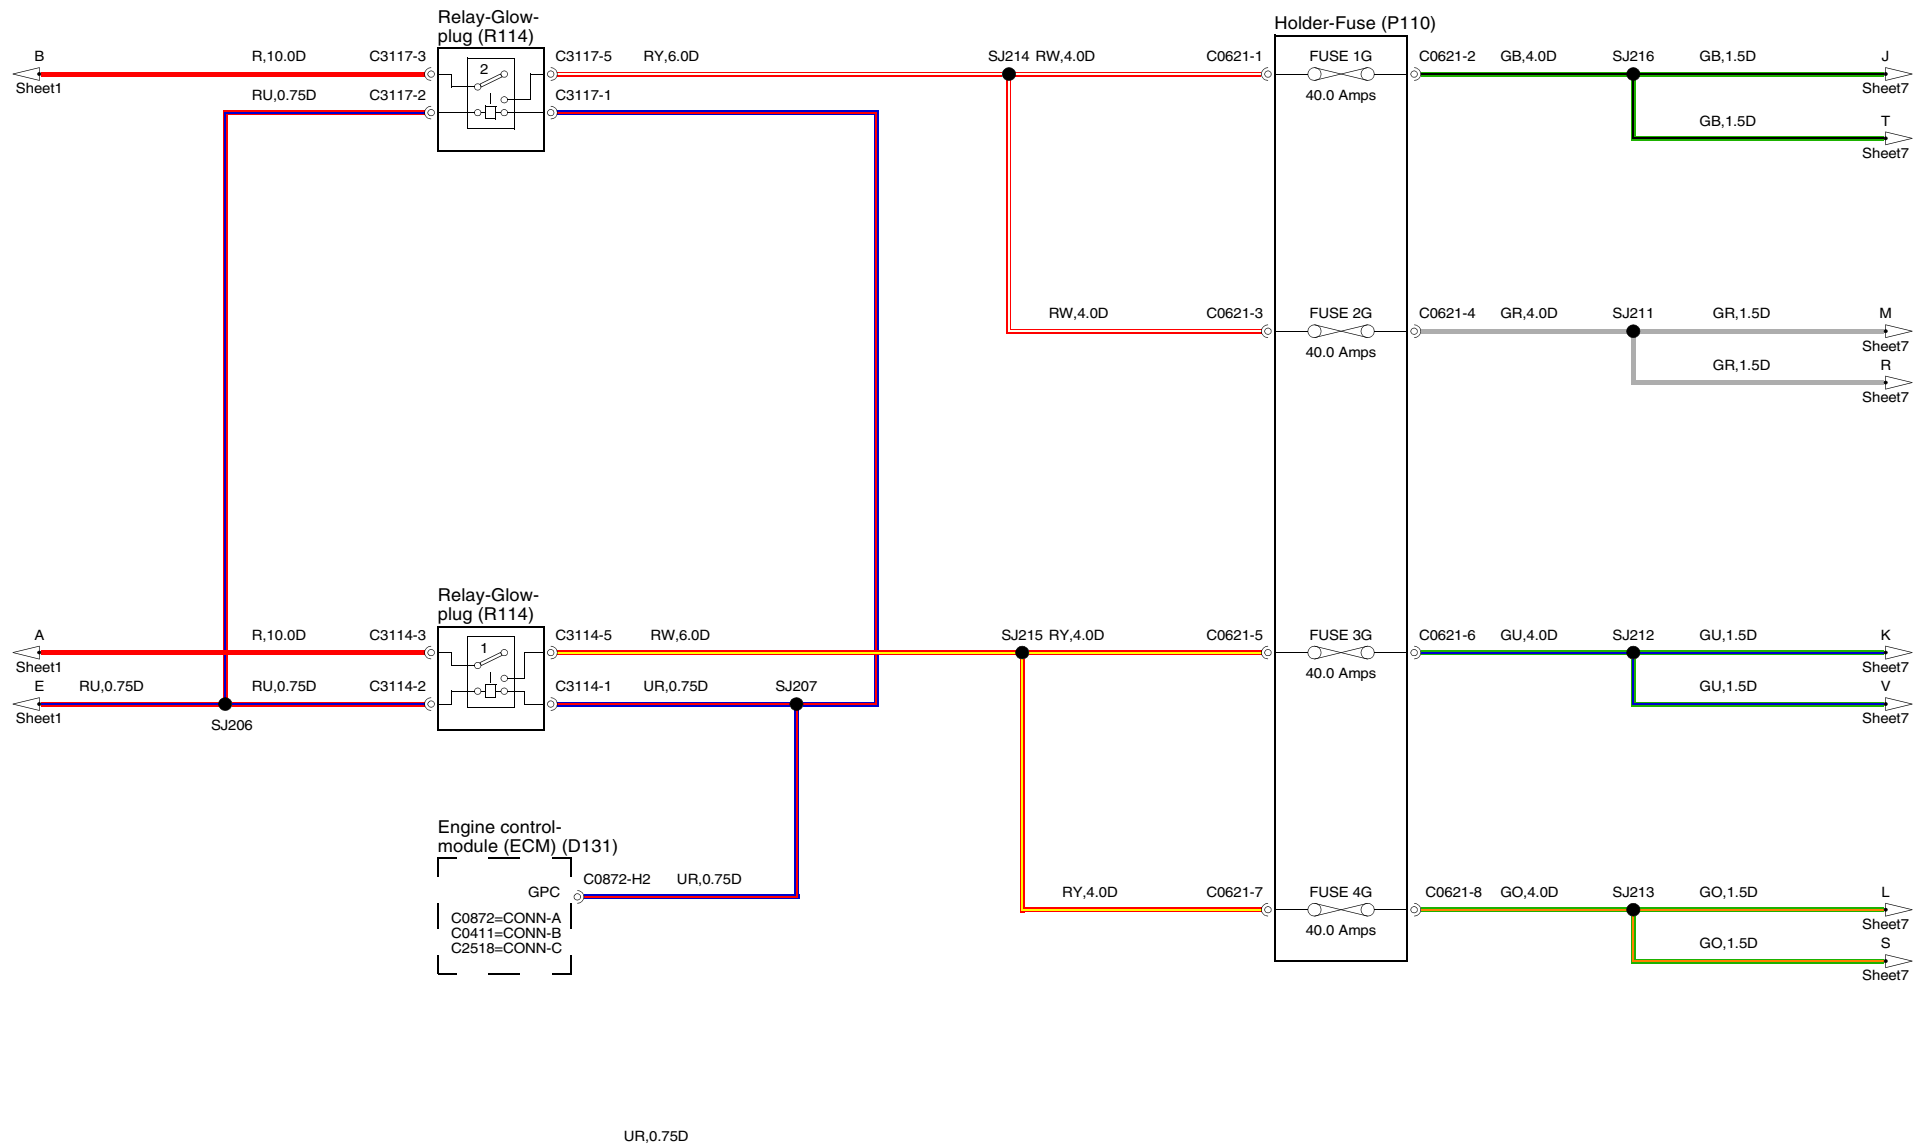 Relay-Glow-
plug (R114)
Holder-Fuse (P110)
B
R,10.0D
C3117-3
2
C3117-5
RY,6.0D
SJ214
RW,4.0D
C0621-1
FUSE 1G
C0621-2
GB,4.0D
SJ216
GB,1.5D
J
Sheet1
RU,0.75D
C3117-2
C3117-1
40.0 Amps
Sheet7
GB,1.5D
T
Sheet7
RW,4.0D
C0621-3
FUSE 2G
C0621-4
GR,4.0D
SJ211
GR,1.5D
M
40.0 Amps
Sheet7
GR,1.5D
R
Sheet7
Relay-Glow-
plug (R114)
A
R,10.0D
C3114-3
1
C3114-5
RW,6.0D
SJ215
RY,4.0D
C0621-5
FUSE 3G
C0621-6
GU,4.0D
SJ212
GU,1.5D
K
Sheet1
40.0 Amps
Sheet7
E
RU,0.75D
RU,0.75D
C3114-2
C3114-1
UR,0.75D
SJ207
GU,1.5D
V
Sheet1
SJ206
Sheet7
Engine control-
module (ECM) (D131)
GPC
C0872-H2
UR,0.75D
RY,4.0D
C0621-7
FUSE 4G
C0621-8
GO,4.0D
SJ213
GO,1.5D
L
C0872=CONN-A
C0411=CONN-B
C2518=CONN-C
40.0 Amps
Sheet7
GO,1.5D
S
Sheet7
UR,0.75D